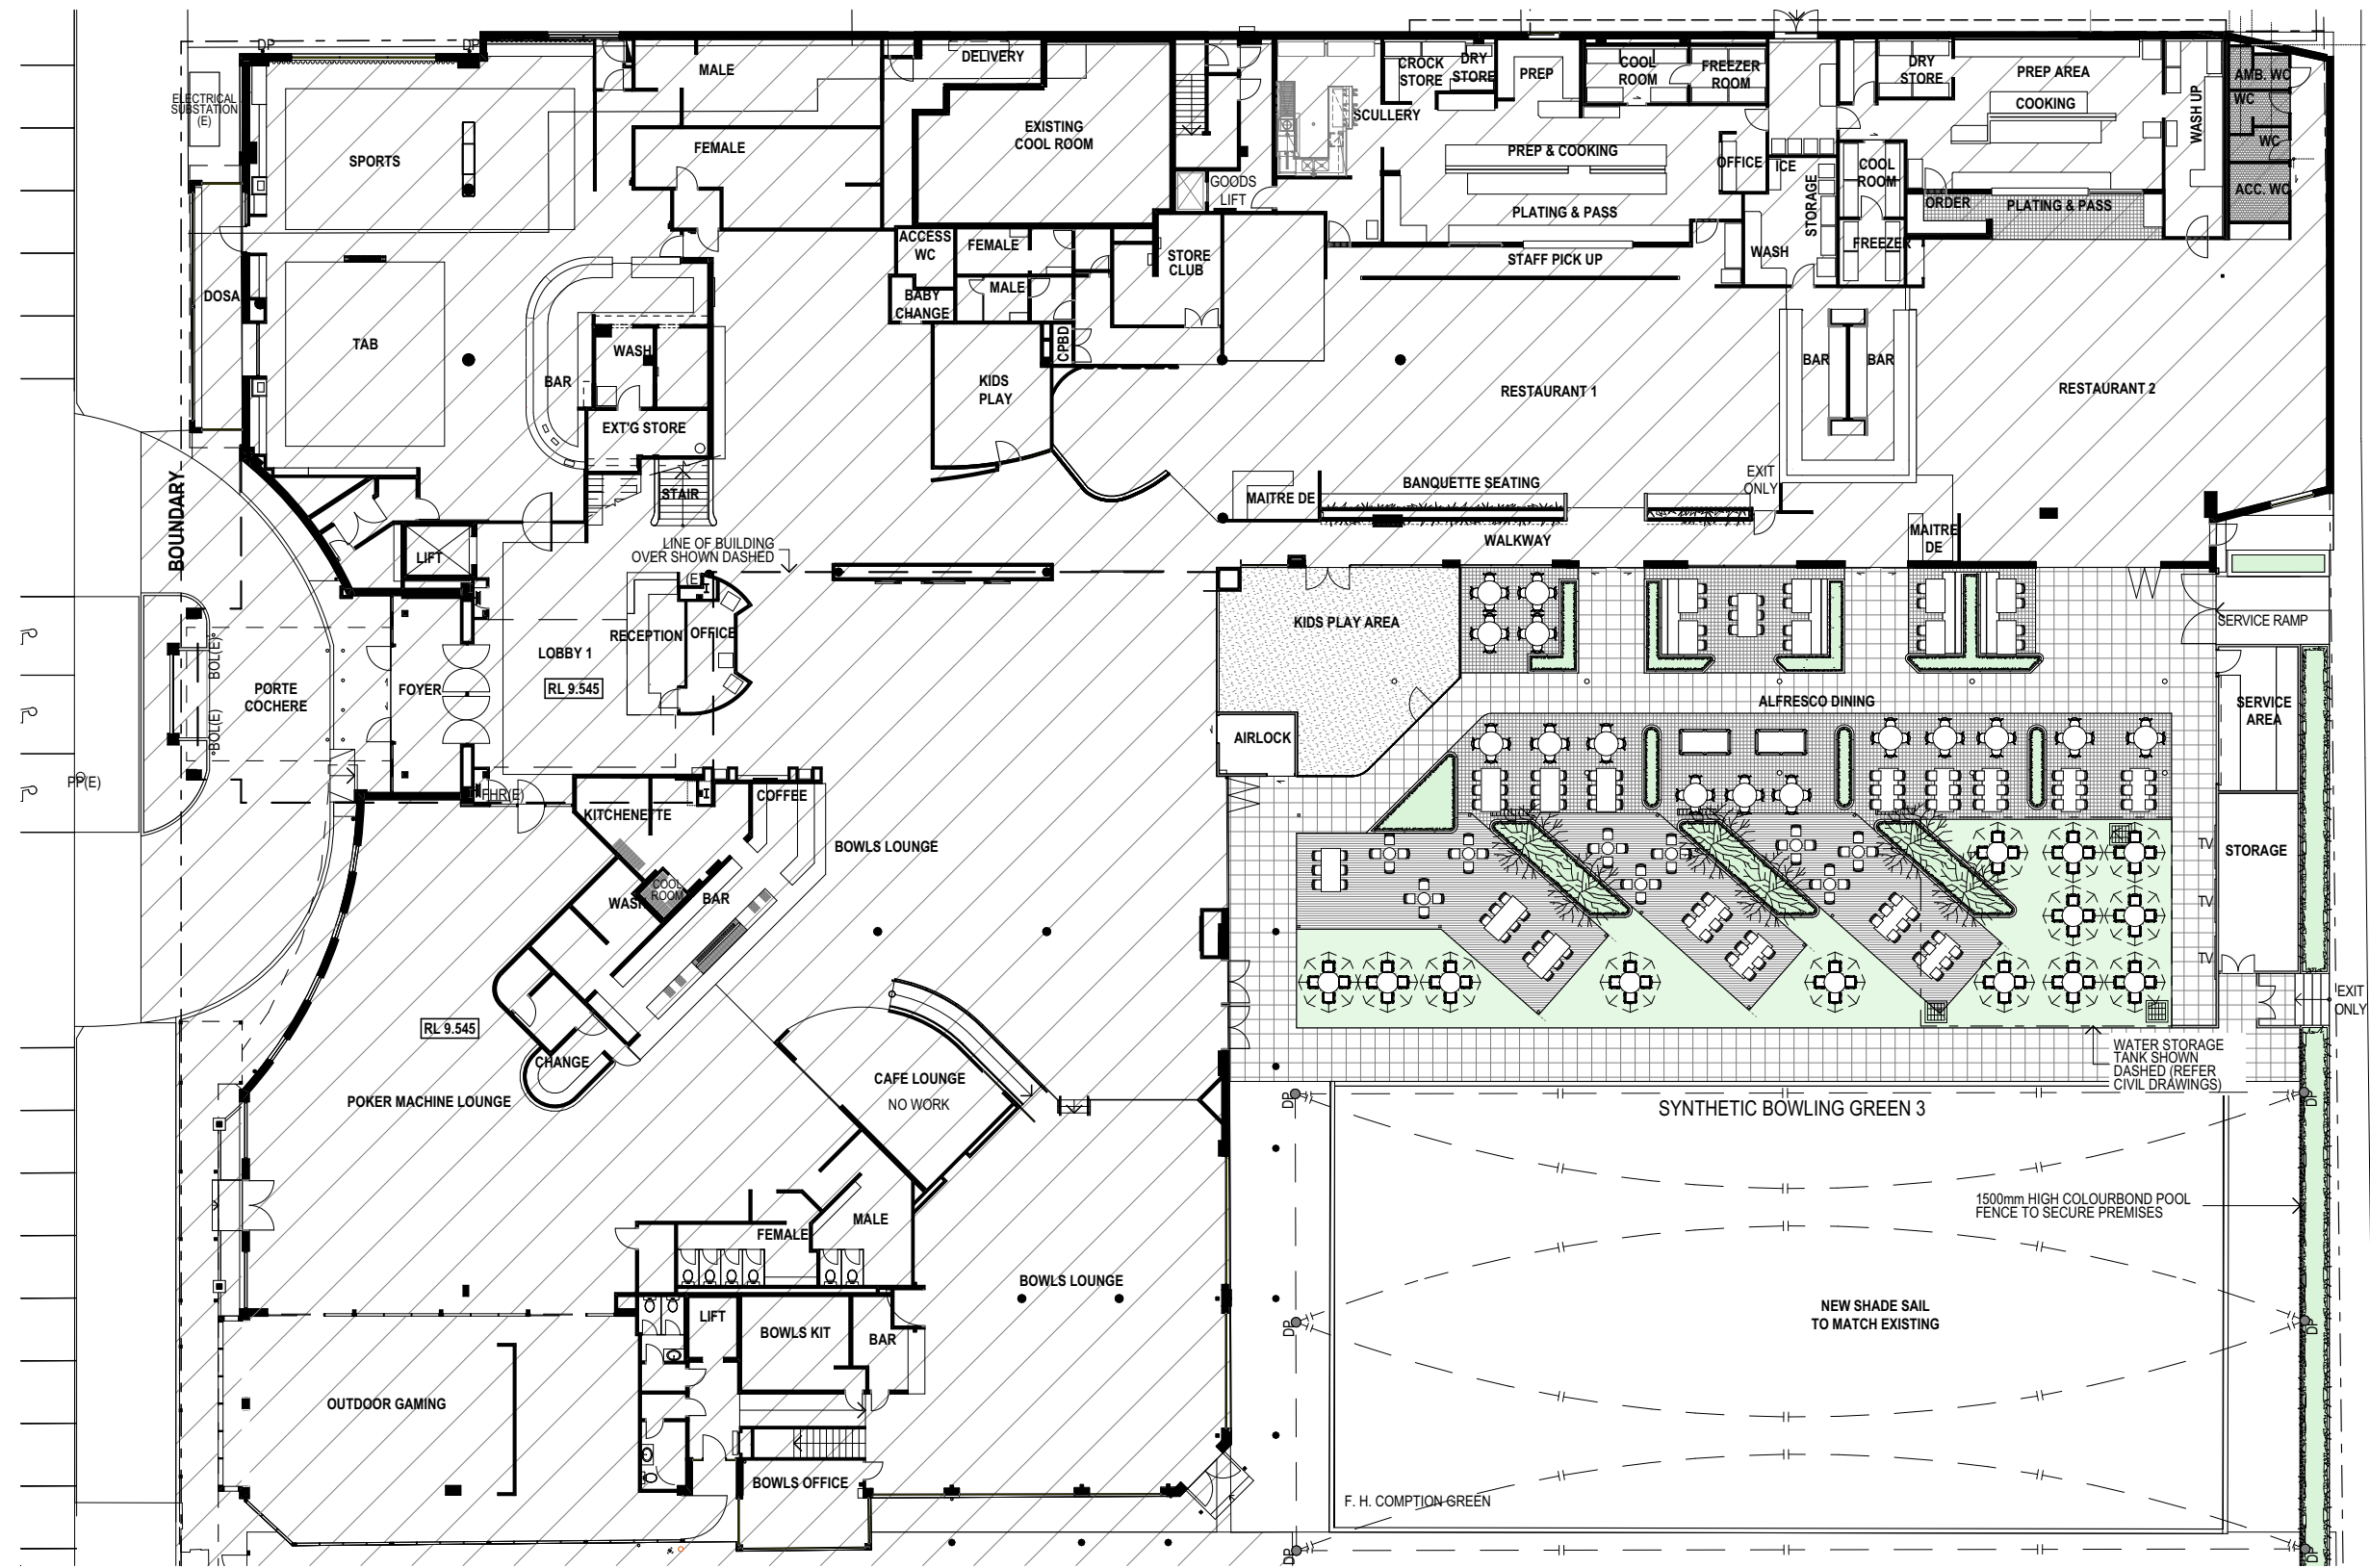 DP
DP
ELECTRICAL
SUBSTATION
(E)
SPORTS
MALE
FEMALE
DELIVERY
EXISTING
COOL ROOM
GOODS
LIFT
SCULLERY
CROCK
STORE
DRY
STORE
PREP
COOL
ROOM
FREEZER
ROOM
PREP & COOKING
PLATING & PASS
STAFF PICK UP
OFFICE
ICE
STORAGE
WASH
DRY
STORE
PREP AREA
COOKING
COOL
ROOM
FREEZER
ORDER
PLATING & PASS
WASH UP
AMB. WC
WC
WC
ACC. WC
DOSA
TAB
BAR
WASH
EXT'G STORE
STAIR
ACCESS
WC
FEMALE
BABY
CHANGE
MALE
STORE
CLUB
CPBD
KIDS
PLAY
RESTAURANT 1
BAR
BAR
RESTAURANT 2
BOUNDARY
MAITRE DE
BANQUETTE SEATING
EXIT
ONLY
WALKWAY
MAITRE
DE
LIFT
LINE OF BUILDING
OVER SHOWN DASHED
(E)
RECEPTION
OFFICE
LOBBY 1
RL 9.545
FOYER
PORTE
COCHERE
BOL(E)
BOL(E)
PP(E)
FHR(E)
KIDS PLAY AREA
AIRLOCK
ALFRESCO DINING
SERVICE RAMP
SERVICE
AREA
STORAGE
TV
TV
TV
EXIT
ONLY
KITCHENETTE
COFFEE
BOWLS LOUNGE
COOL
ROOM
WASH
BAR
RL 9.545
CHANGE
POKER MACHINE LOUNGE
CAFE LOUNGE
NO WORK
WATER STORAGE
TANK SHOWN
DASHED (REFER
CIVIL DRAWINGS)
DP
DP
SYNTHETIC BOWLING GREEN 3
1500mm HIGH COLOURBOND POOL
FENCE TO SECURE PREMISES
MALE
FEMALE
BOWLS LOUNGE
LIFT
BOWLS KIT
BAR
DP
DP
NEW SHADE SAIL
TO MATCH EXISTING
OUTDOOR GAMING
BOWLS OFFICE
F. H. COMPTION GREEN
DP
DP